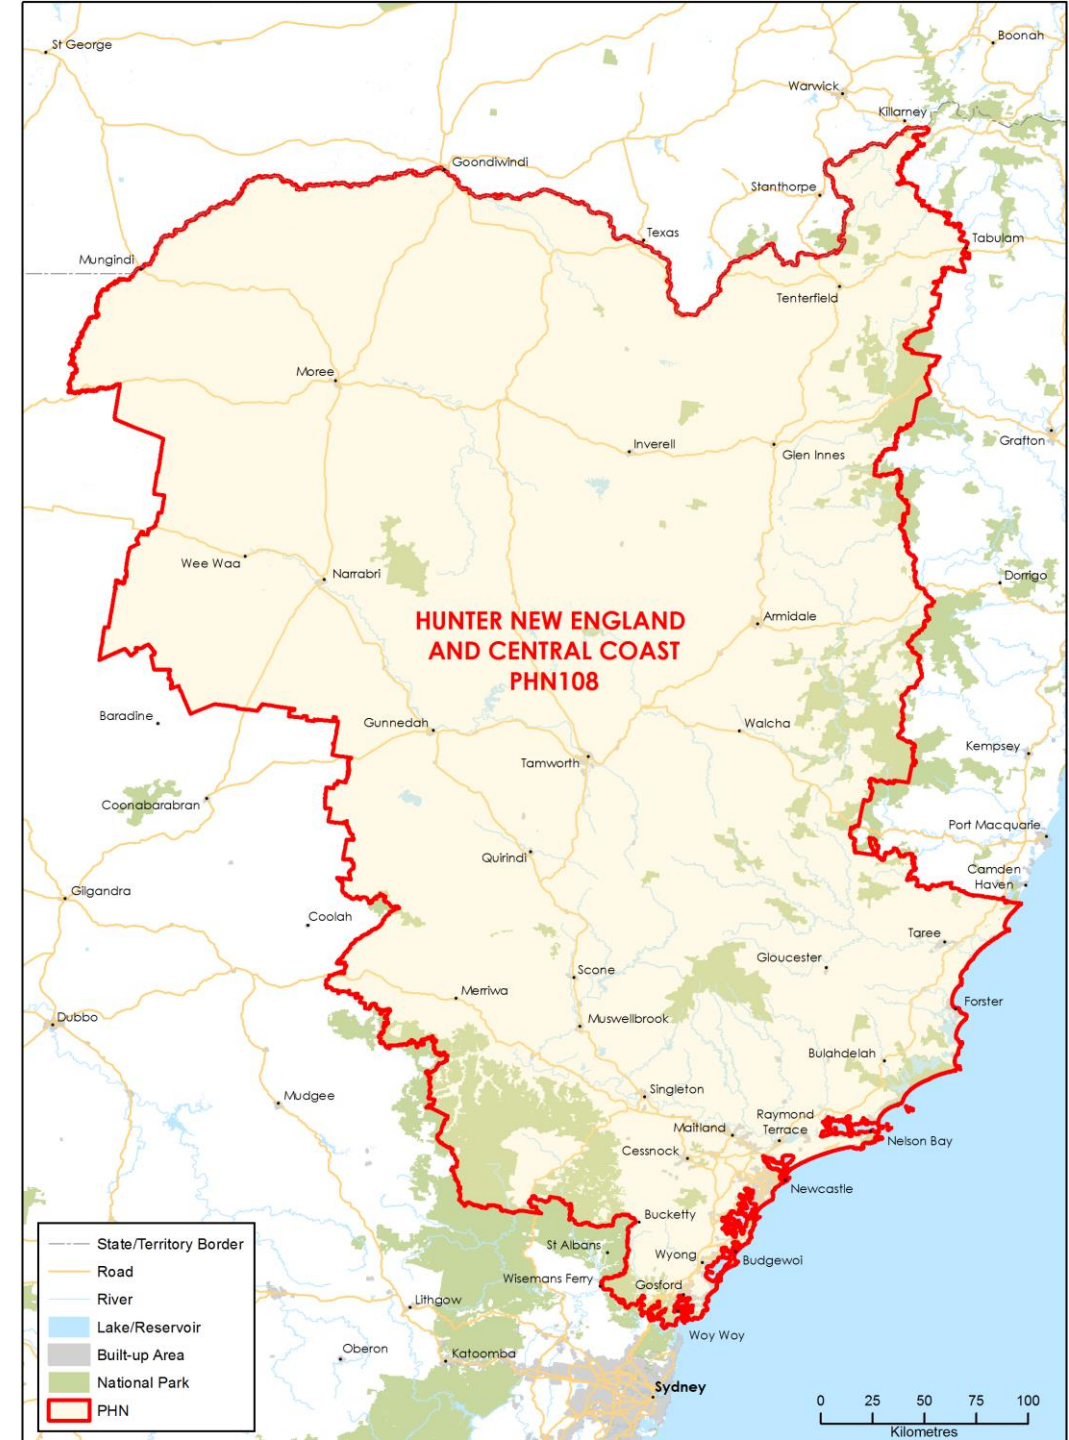 St George
Boonah
Warwick
Killarney
Goondiwindi
Stanthorpe
Texas
Tabulam
Mungindi
Tenterfield
Moree
Inverell
Glen Innes
Grafton
Wee Waa
Narrabri
Dorrigo
HUNTER NEW ENGLAND
AND CENTRAL COAST
PHN108
Armidale
Baradine
Gunnedah
Walcha
Kempsey
Tamworth
Coonabarabran
Port Macquarie
Quirindi
Camden
Haven
Gilgandra
Coolah
Taree
Gloucester
Scone
Merriwa
Forster
Dubbo
Muswellbrook
Bulahdelah
Mudgee
Singleton
Raymond
Terrace
Maitland
Nelson Bay
Cessnock
Newcastle
Bucketty
St Albans
Wyong
Budgewoi
Wisemans Ferry
Gosford
Lithgow
Woy Woy
Oberon
Katoomba
Sydney
State/Territory Border
Road
River
Lake/Reservoir
Built-up Area
National Park
PHN
0 25 50 75 100
Kilometres